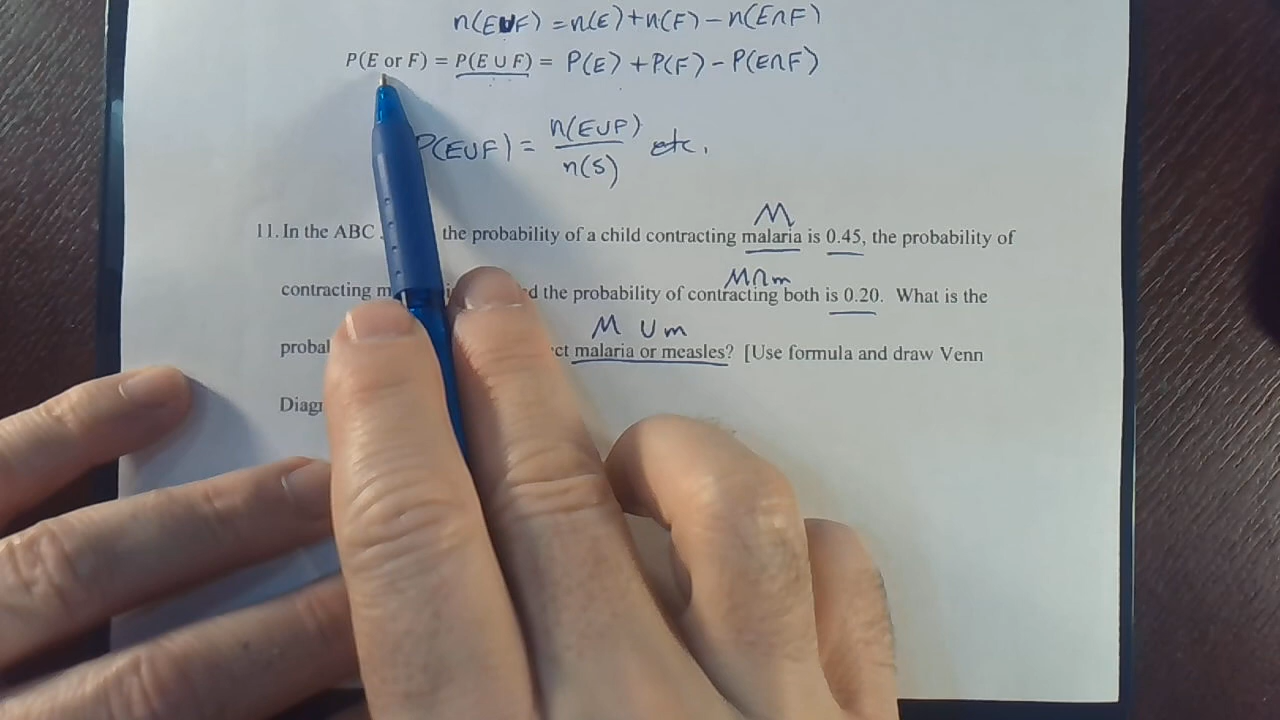 n(E∪F) = n(E) + n(F) − n(E∩F)
P(E or F) = P(E ∪ F) = P(E) + P(F) − P(E∩F)
P(E∪F) = n(E∪F) / n(S) etc.
M
11. In the ABC the probability of a child contracting malaria is 0.45, the probability of
M∩m
contracting the probability of contracting both is 0.20. What is the
M ∪ m
malaria or measles? [Use formula and draw Venn